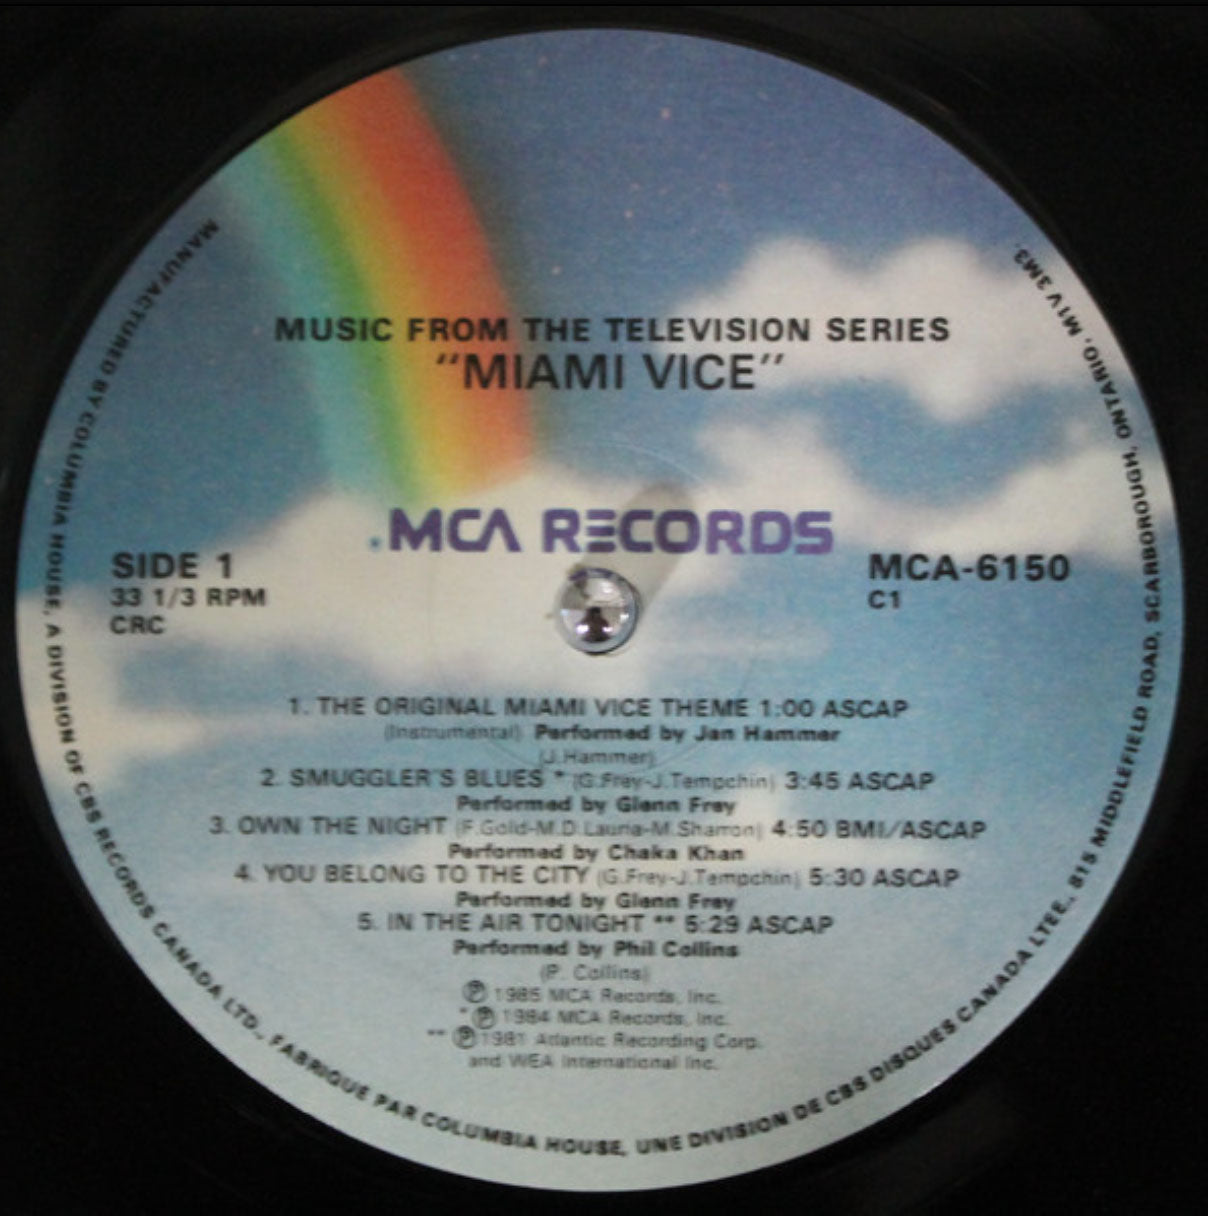 MUSIC FROM THE TELEVISION SERIES
"MIAMI VICE"
MCA RECORDS
SIDE 1
33 1/3 RPM
CRC
MCA-6150
C1
1. THE ORIGINAL MIAMI VICE THEME 1:00 ASCAP
(Instrumental) Performed by Jan Hammer
(J.Hammer)
2. SMUGGLER'S BLUES * (G.Frey-J.Tempchin) 3:45 ASCAP
Performed by Glenn Frey
3. OWN THE NIGHT (F.Gold-M.D.Lauria-M.Sharron) 4:50 BMI/ASCAP
Performed by Chaka Khan
4. YOU BELONG TO THE CITY (G.Frey-J.Tempchin) 5:30 ASCAP
Performed by Glenn Frey
5. IN THE AIR TONIGHT ** 5:29 ASCAP
Performed by Phil Collins
(P. Collins)
℗ 1985 MCA Records, Inc.
* ℗ 1984 MCA Records, Inc.
** ℗ 1981 Atlantic Recording Corp.
and WEA International Inc.
MANUFACTURED BY COLUMBIA HOUSE, A DIVISION OF CBS RECORDS CANADA LTD., FABRIQUE PAR COLUMBIA HOUSE, UNE DIVISION DE CBS DISQUES CANADA LTEE., 815 MIDDLEFIELD ROAD, SCARBOROUGH, ONTARIO, M1V 3M3.